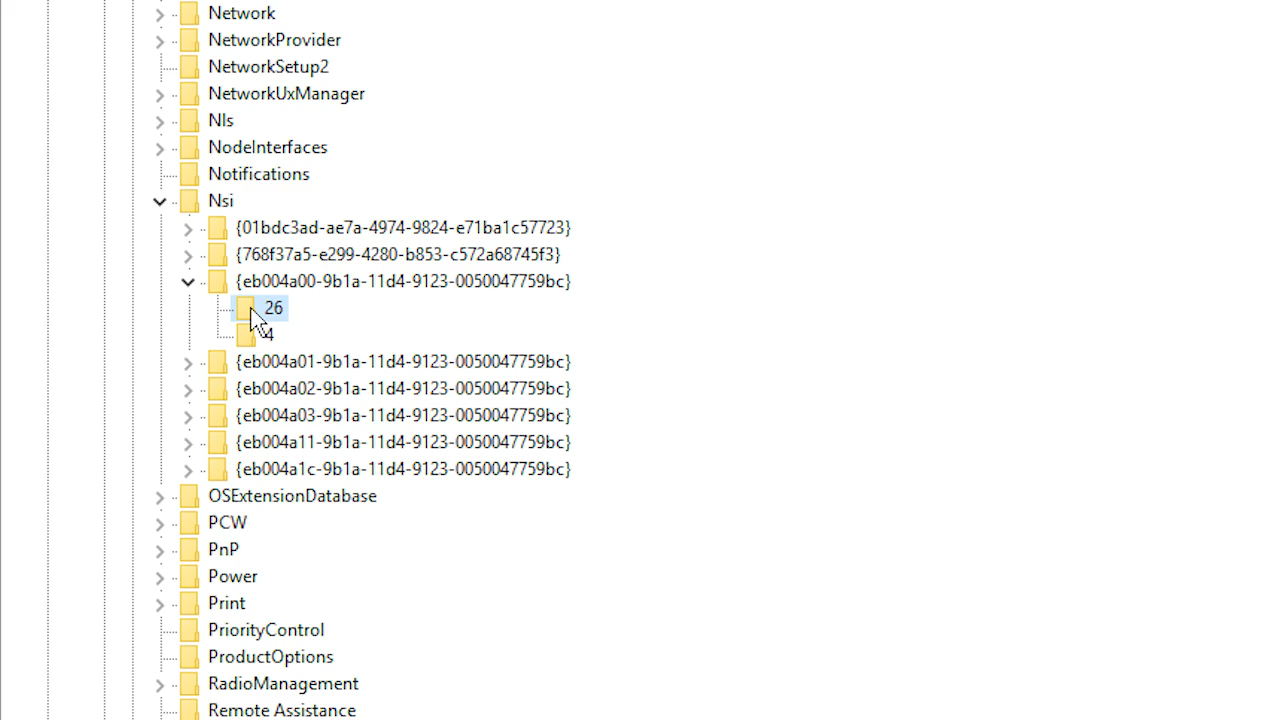 Network
NetworkProvider
NetworkSetup2
NetworkUxManager
Nls
NodeInterfaces
Notifications
Nsi
{01bdc3ad-ae7a-4974-9824-e71ba1c57723}
{768f37a5-e299-4280-b853-c572a68745f3}
{eb004a00-9b1a-11d4-9123-0050047759bc}
26
4
{eb004a01-9b1a-11d4-9123-0050047759bc}
{eb004a02-9b1a-11d4-9123-0050047759bc}
{eb004a03-9b1a-11d4-9123-0050047759bc}
{eb004a11-9b1a-11d4-9123-0050047759bc}
{eb004a1c-9b1a-11d4-9123-0050047759bc}
OSExtensionDatabase
PCW
PnP
Power
Print
PriorityControl
ProductOptions
RadioManagement
Remote Assistance